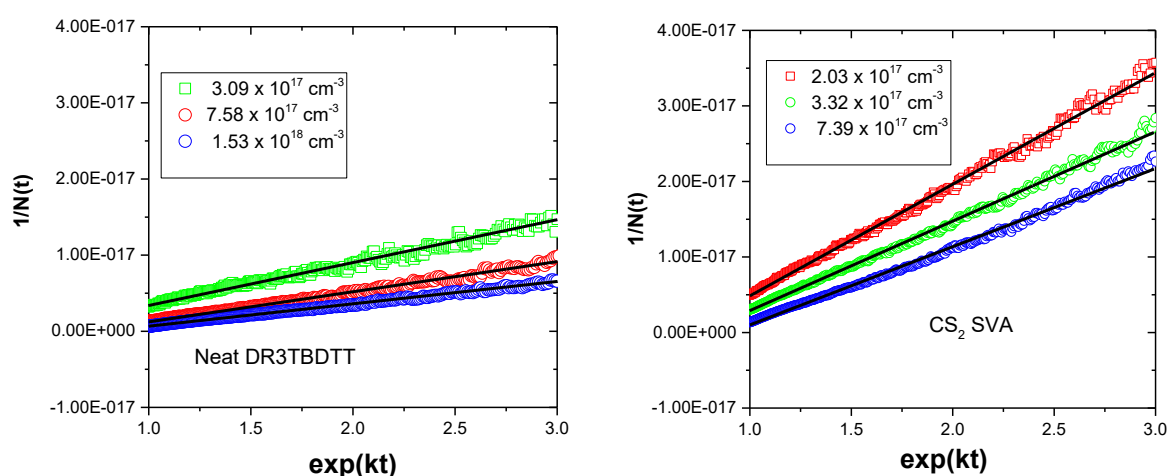 4.00E-017
3.00E-017
2.00E-017
1.00E-017
0.00E+000
-1.00E-017
1/N(t)
3.09 x 10^17 cm^-3
7.58 x 10^17 cm^-3
1.53 x 10^18 cm^-3
Neat DR3TBDTT
1.0 1.5 2.0 2.5 3.0
exp(kt)
4.00E-017
3.00E-017
2.00E-017
1.00E-017
0.00E+000
-1.00E-017
1/N(t)
2.03 x 10^17 cm^-3
3.32 x 10^17 cm^-3
7.39 x 10^17 cm^-3
CS₂ SVA
1.0 1.5 2.0 2.5 3.0
exp(kt)